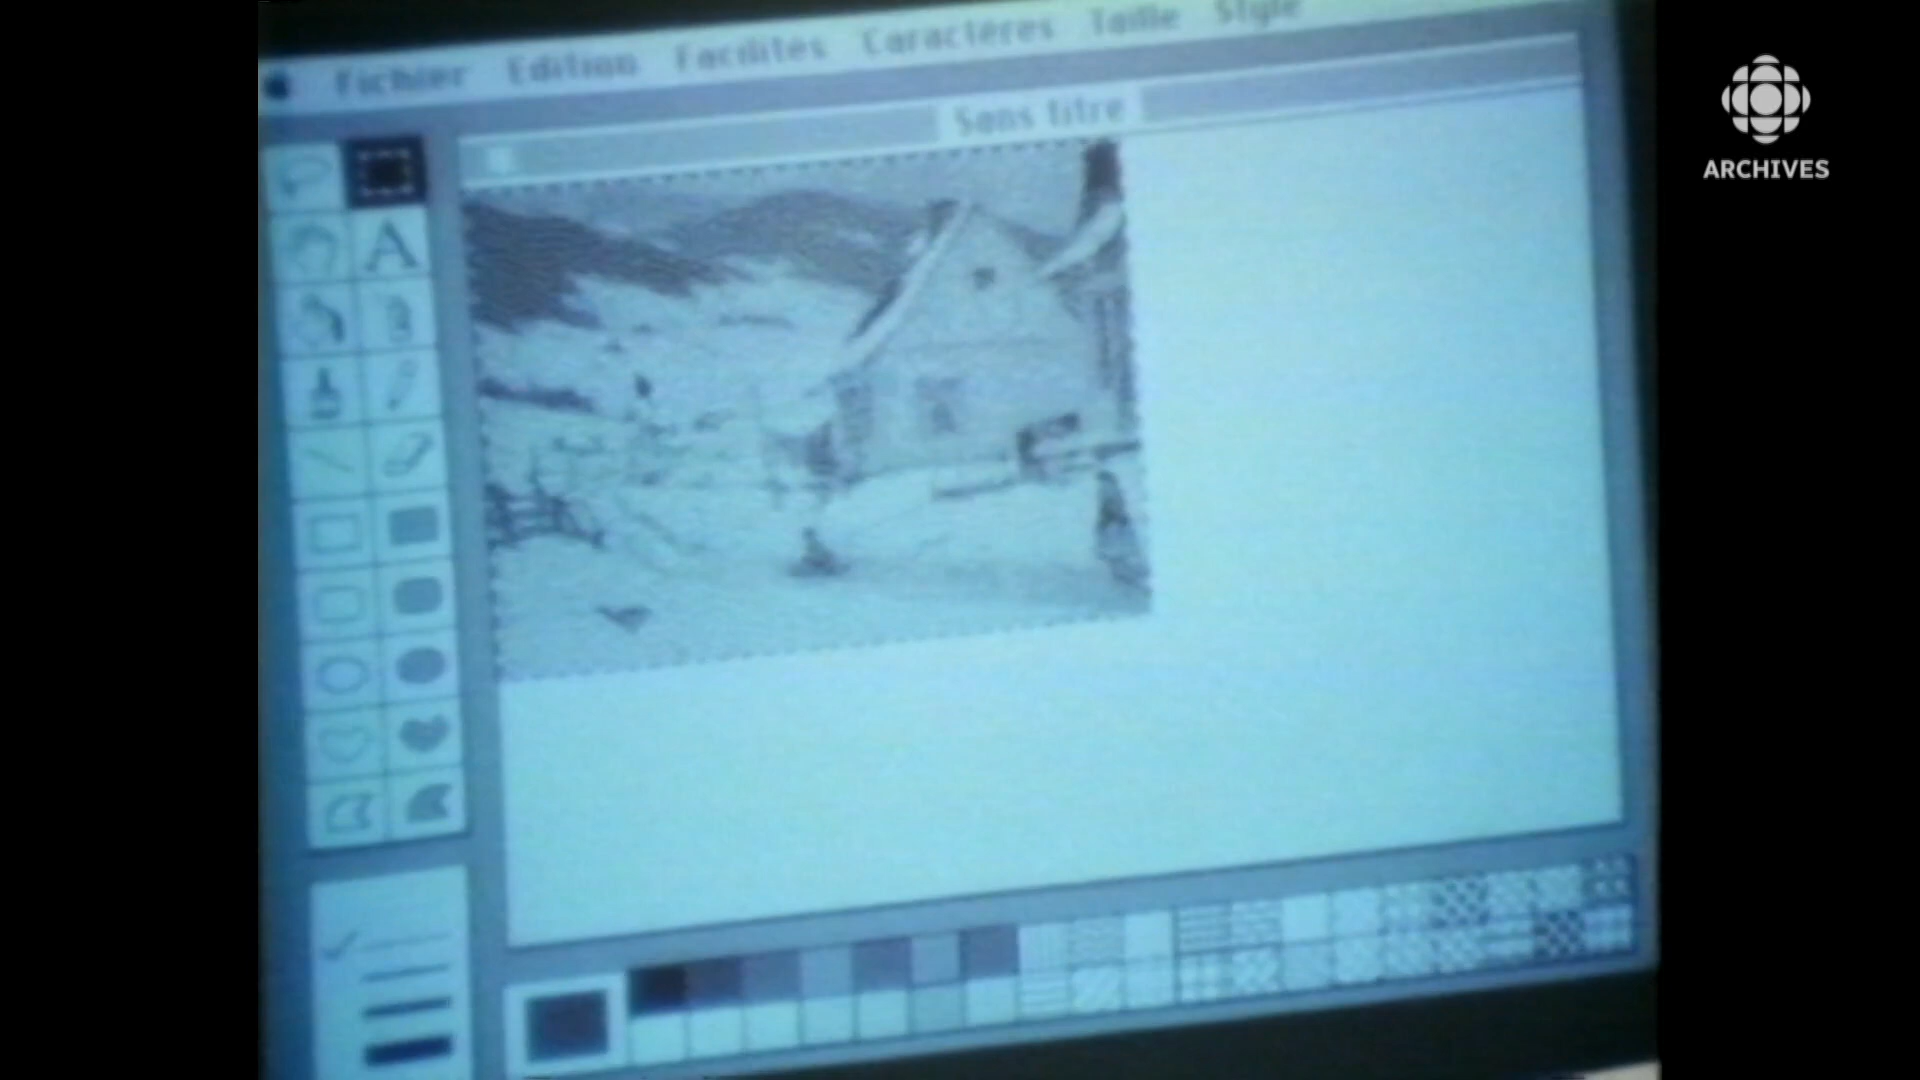 Fichier Edition Facilités Caractères Taille Style
Sans titre
A
ARCHIVES